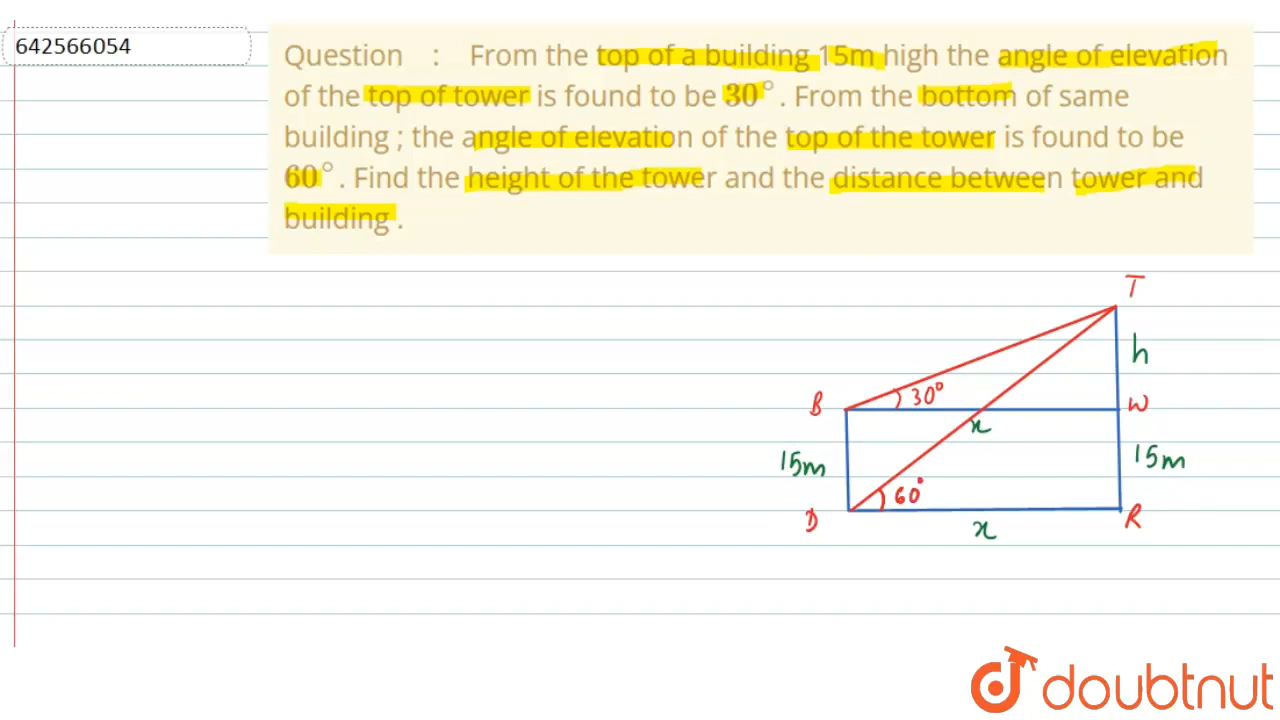 642566054
Question : From the top of a building 15m high the angle of elevation
of the top of tower is found to be 30°. From the bottom of same
building ; the angle of elevation of the top of the tower is found to be
60°. Find the height of the tower and the distance between tower and
building .
T
h
B 30° W
x
15m 15m
60°
D R
x
doubtnut